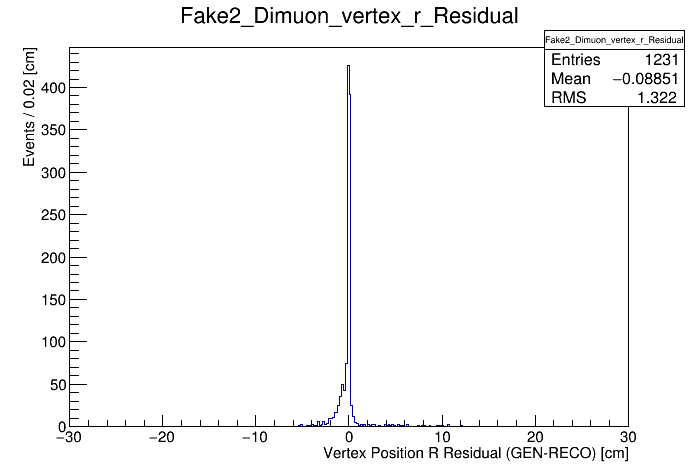 Fake2_Dimuon_vertex_r_Residual
Fake2_Dimuon_vertex_r_Residual
Entries 1231
Mean −0.08851
RMS 1.322
Events / 0.02 [cm]
400
350
300
250
200
150
100
50
0
−30 −20 −10 0 10 20 30
Vertex Position R Residual (GEN-RECO) [cm]